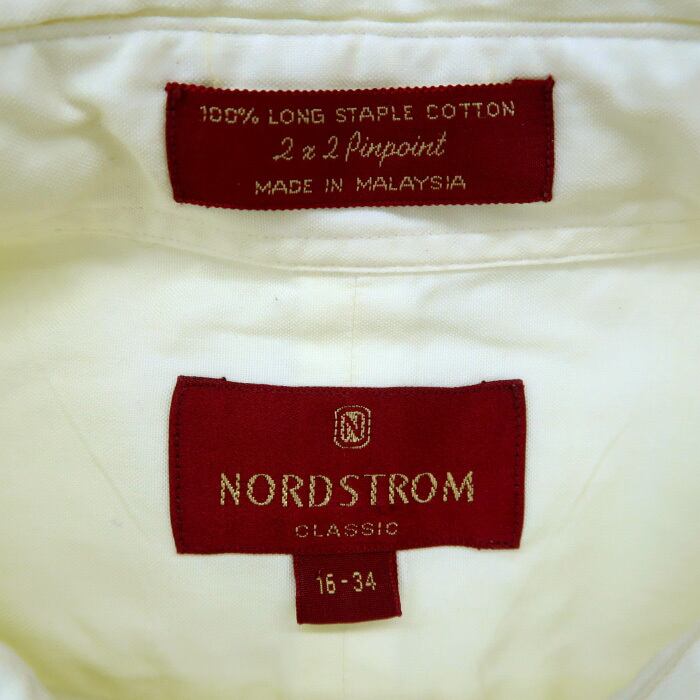 100% LONG STAPLE COTTON
2 x 2 Pinpoint
MADE IN MALAYSIA
N
NORDSTROM
CLASSIC
16-34